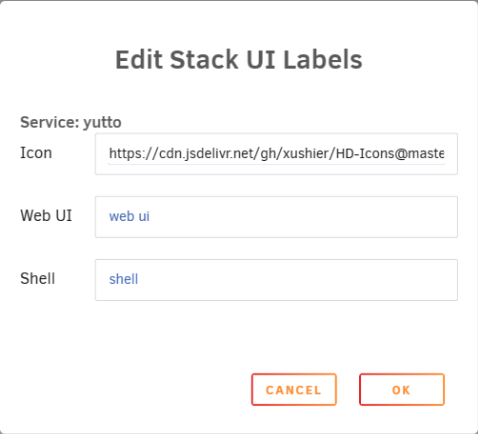 Edit Stack UI Labels
Service: yutto
Icon
https://cdn.jsdelivr.net/gh/xushier/HD-Icons@maste
Web UI
web ui
Shell
shell
CANCEL
OK